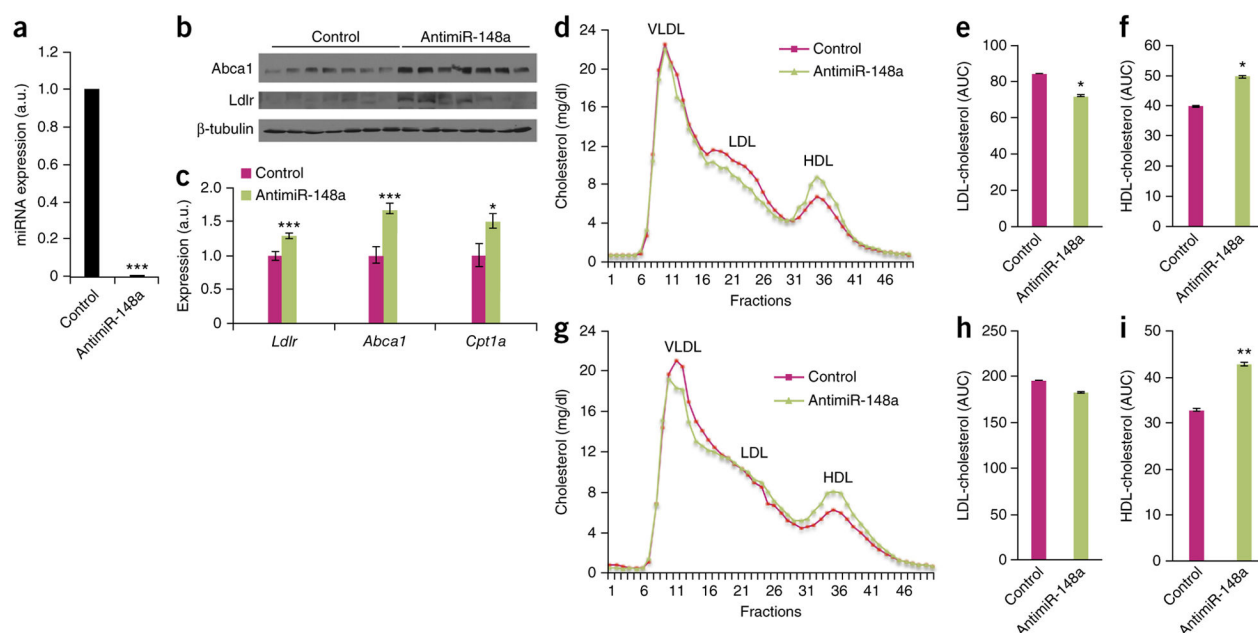 a
miRNA expression (a.u.)
1.2
1.0
0.8
0.6
0.4
0.2
0
***
Control
AntimiR-148a
b
Control
AntimiR-148a
Abca1
Ldlr
β-tubulin
c
Control
AntimiR-148a
Expression (a.u.)
2.0
1.5
1.0
0.5
0
***
***
*
Ldlr
Abca1
Cpt1a
d
Cholesterol (mg/dl)
24
20
16
12
8
4
0
VLDL
LDL
HDL
Control
AntimiR-148a
1 6 11 16 21 26 31 36 41 46
Fractions
e
LDL-cholesterol (AUC)
100
80
60
40
20
0
*
Control
AntimiR-148a
f
HDL-cholesterol (AUC)
60
50
40
30
20
10
0
*
Control
AntimiR-148a
g
Cholesterol (mg/dl)
24
20
16
12
8
4
0
VLDL
LDL
HDL
Control
AntimiR-148a
1 6 11 16 21 26 31 36 41 46
Fractions
h
LDL-cholesterol (AUC)
250
200
150
100
50
0
Control
AntimiR-148a
i
HDL-cholesterol (AUC)
50
40
30
20
10
0
**
Control
AntimiR-148a